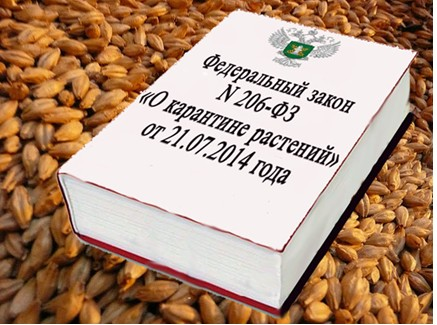 Федеральный закон
N 206-ФЗ
«О карантине растений»
от 21.07.2014 года